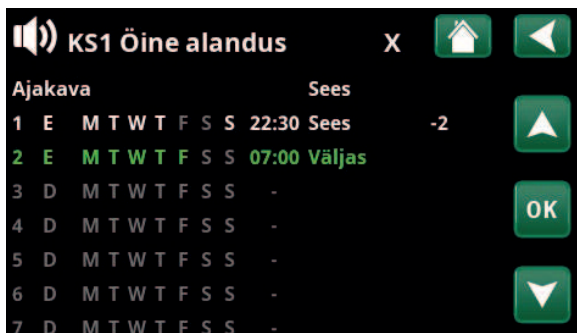 KS1 Öine alandus X
Ajakava Sees
1 E M T W T F S S 22:30 Sees -2
2 E M T W T F S S 07:00 Väljas
3 D M T W T F S S -
4 D M T W T F S S -
OK
5 D M T W T F S S -
6 D M T W T F S S -
7 D M T W T F S S